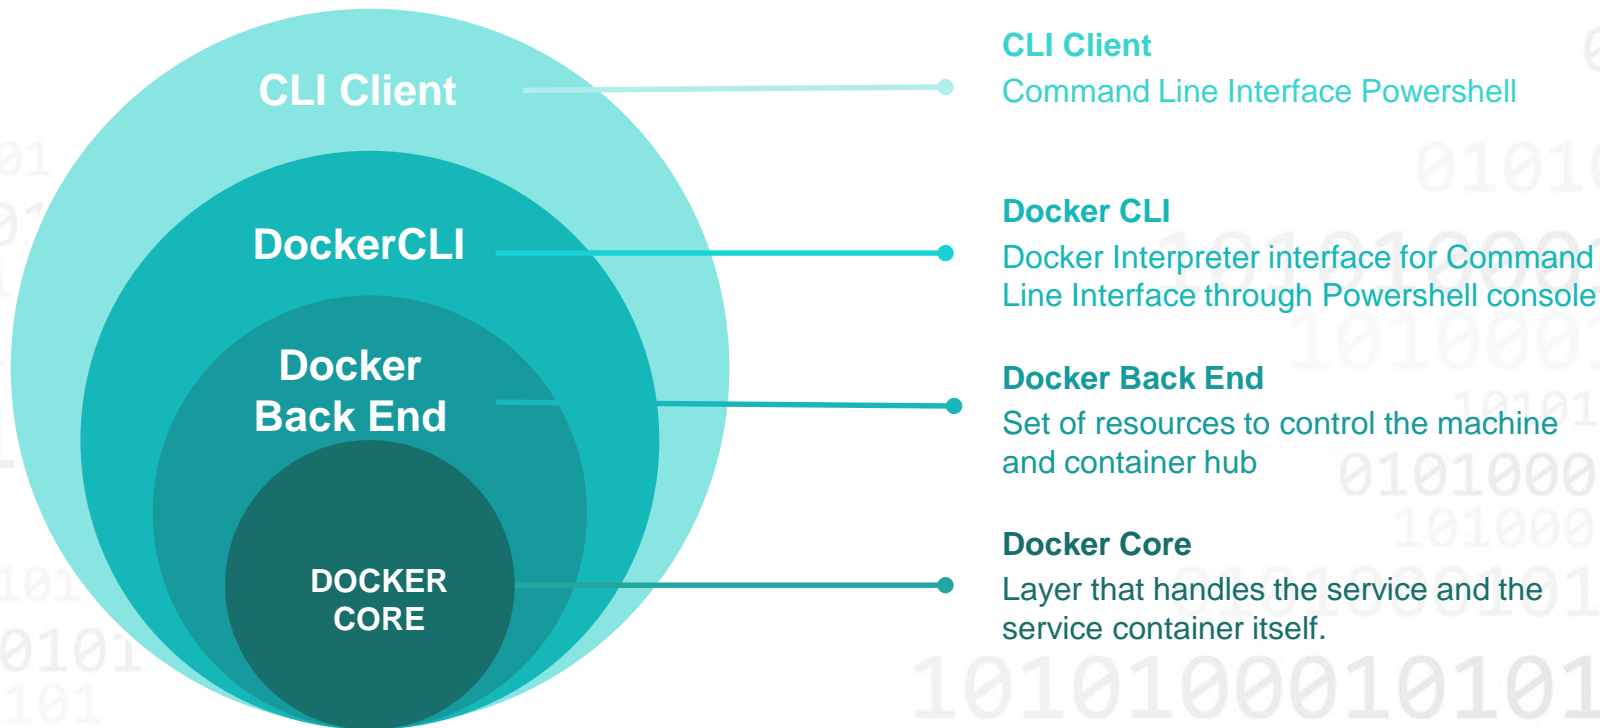 CLI Client
DockerCLI
Docker
Back End
DOCKER
CORE
CLI Client
Command Line Interface Powershell
Docker CLI
Docker Interpreter interface for Command
Line Interface through Powershell console
Docker Back End
Set of resources to control the machine
and container hub
Docker Core
Layer that handles the service and the
service container itself.